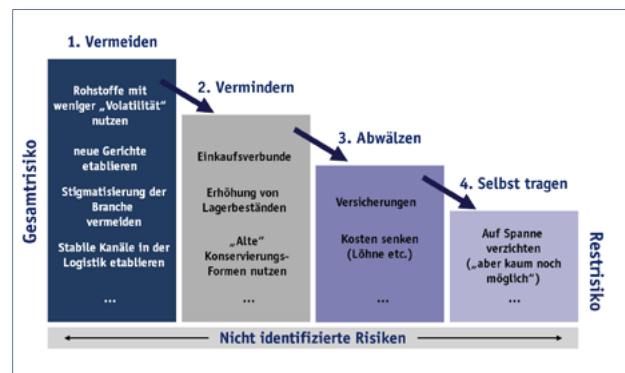 1. Vermeiden
Rohstoffe mit
weniger „Volatilität"
nutzen
neue Gerichte
etablieren
Stigmatisierung der
Branche
vermeiden
Stabile Kanäle in der
Logistik etablieren
...
2. Vermindern
Einkaufsverbunde
Erhöhung von
Lagerbeständen
„Alte"
Konservierungs-
Formen nutzen
...
3. Abwälzen
Versicherungen
Kosten senken
(Löhne etc.)
...
4. Selbst tragen
Auf Spanne
verzichten
(„aber kaum noch
möglich")
...
Gesamtrisiko
Restrisiko
Nicht identifizierte Risiken